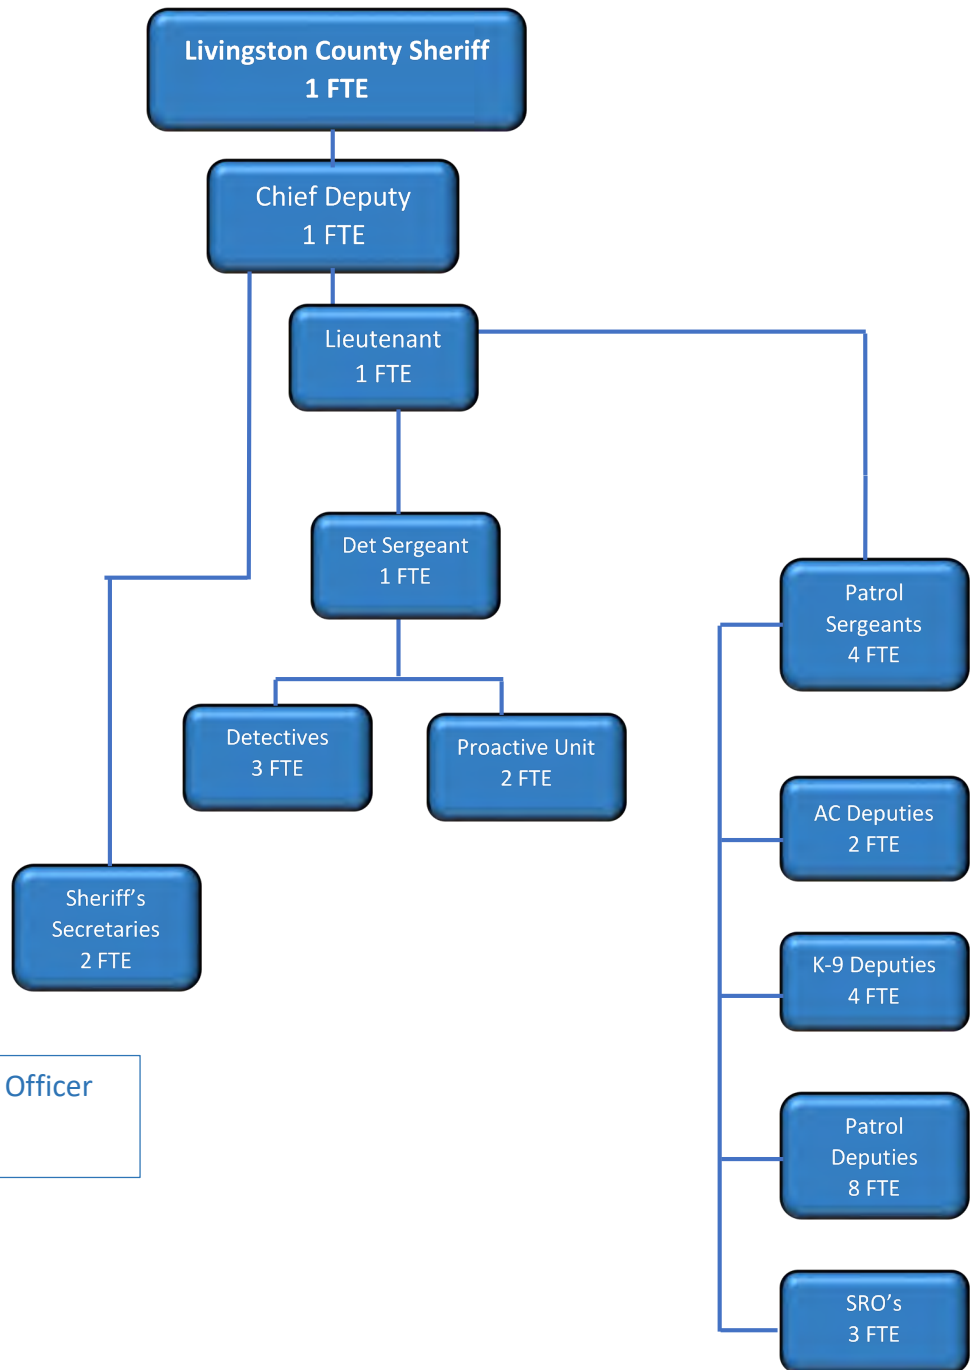 Livingston County Sheriff
1 FTE
Chief Deputy
1 FTE
Lieutenant
1 FTE
Det Sergeant
1 FTE
Patrol
Sergeants
4 FTE
Detectives
3 FTE
Proactive Unit
2 FTE
AC Deputies
2 FTE
Sheriff’s
Secretaries
2 FTE
K-9 Deputies
4 FTE
Officer
Patrol
Deputies
8 FTE
SRO’s
3 FTE